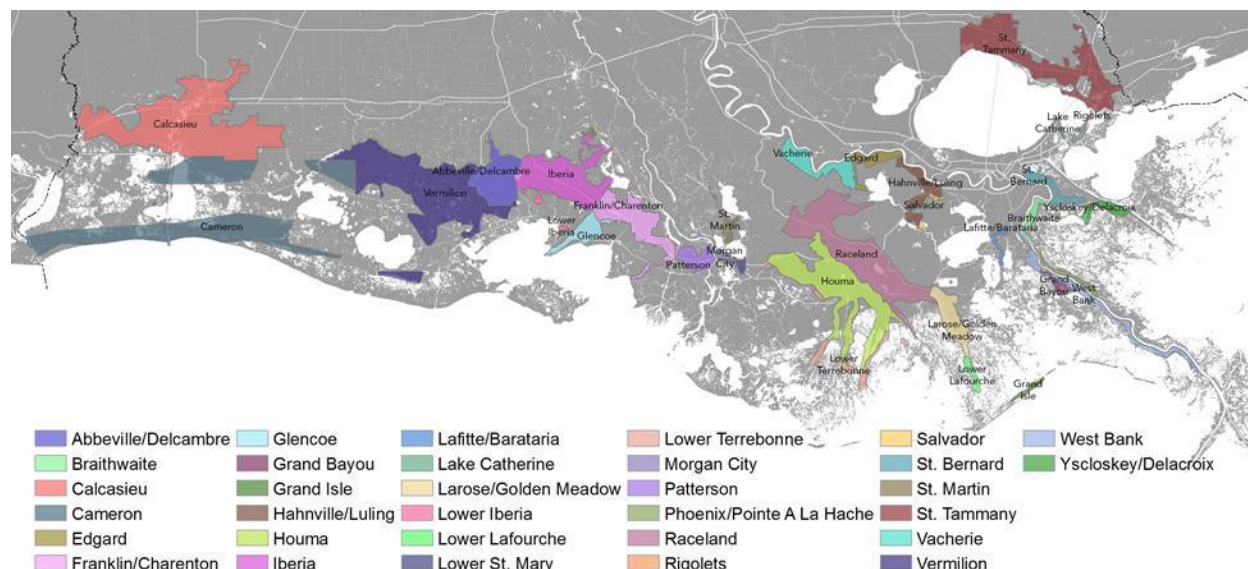 St.
Tammany
Calcasieu
Lake
Catherine
Rigolets
Vacherie
Edgard
Abbeville/Delcambre
Iberia
Hahnville/Luling
St.
Bernard
Vermilion
Franklin/Charenton
Salvador
Yscloskey/Delacroix
Cameron
Lower
Iberia
Glencoe
St.
Martin
Braithwaite
Lafitte/Barataria
Patterson
Morgan
City
Raceland
Houma
Grand
Bayou
West
Bank
Larose/Golden
Meadow
Lower
Terrebonne
Lower
Lafourche
Grand
Isle
Abbeville/Delcambre
Braithwaite
Calcasieu
Cameron
Edgard
Franklin/Charenton
Glencoe
Grand Bayou
Grand Isle
Hahnville/Luling
Houma
Iberia
Lafitte/Barataria
Lake Catherine
Larose/Golden Meadow
Lower Iberia
Lower Lafourche
Lower St. Mary
Lower Terrebonne
Morgan City
Patterson
Phoenix/Pointe A La Hache
Raceland
Rigolets
Salvador
St. Bernard
St. Martin
St. Tammany
Vacherie
Vermilion
West Bank
Yscloskey/Delacroix